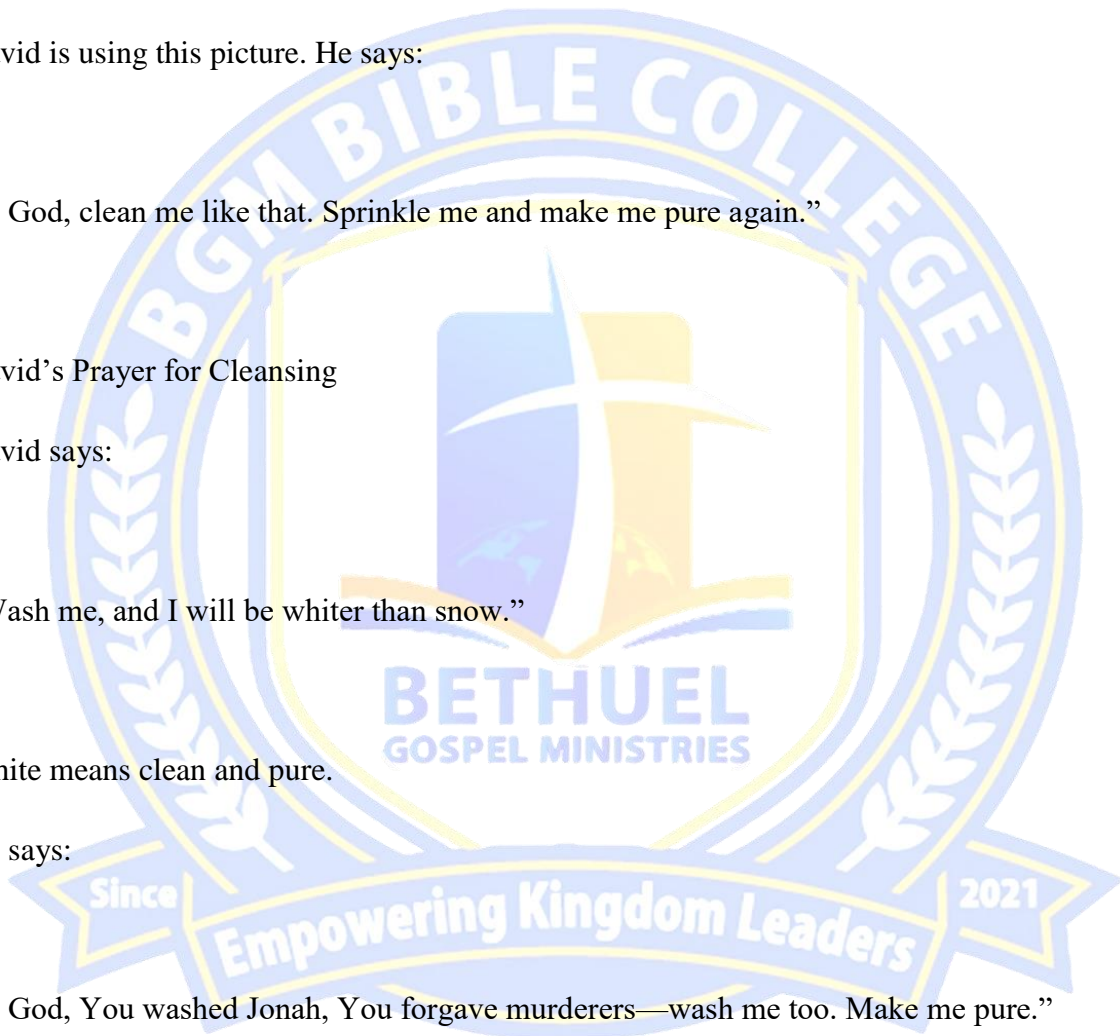 vid is using this picture. He says:
BGM BIBLE COLLEGE
God, clean me like that. Sprinkle me and make me pure again.”
vid’s Prayer for Cleansing
vid says:
Wash me, and I will be whiter than snow.”
BETHUEL
GOSPEL MINISTRIES
hite means clean and pure.
says:
Since 2021
Empowering Kingdom Leaders
God, You washed Jonah, You forgave murderers—wash me too. Make me pure.”